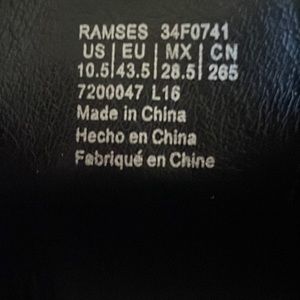 RAMSES 34F0741
US|EU|MX|CN
10.5|43.5|28.5|265
7200047 L16
Made in China
Hecho en China
Fabriqué en Chine